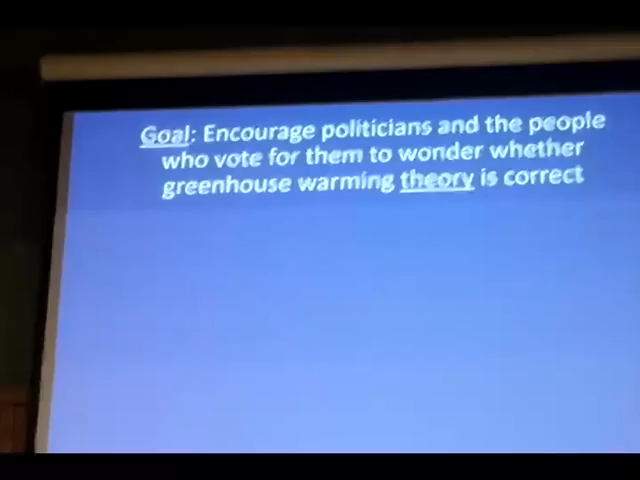 Goal: Encourage politicians and the people
who vote for them to wonder whether
greenhouse warming theory is correct